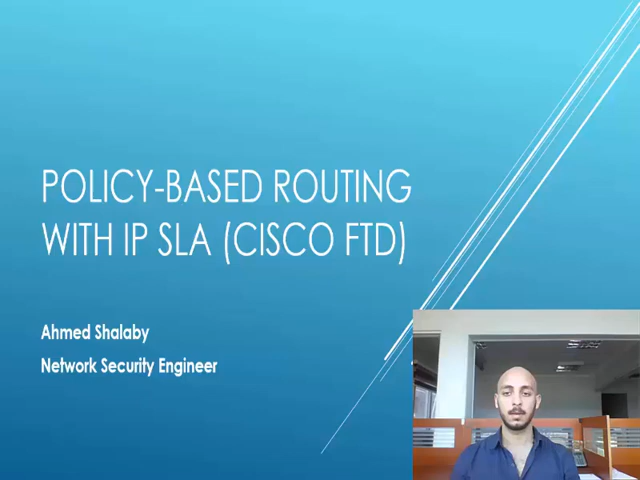 POLICY-BASED ROUTING
WITH IP SLA (CISCO FTD)
Ahmed Shalaby
Network Security Engineer